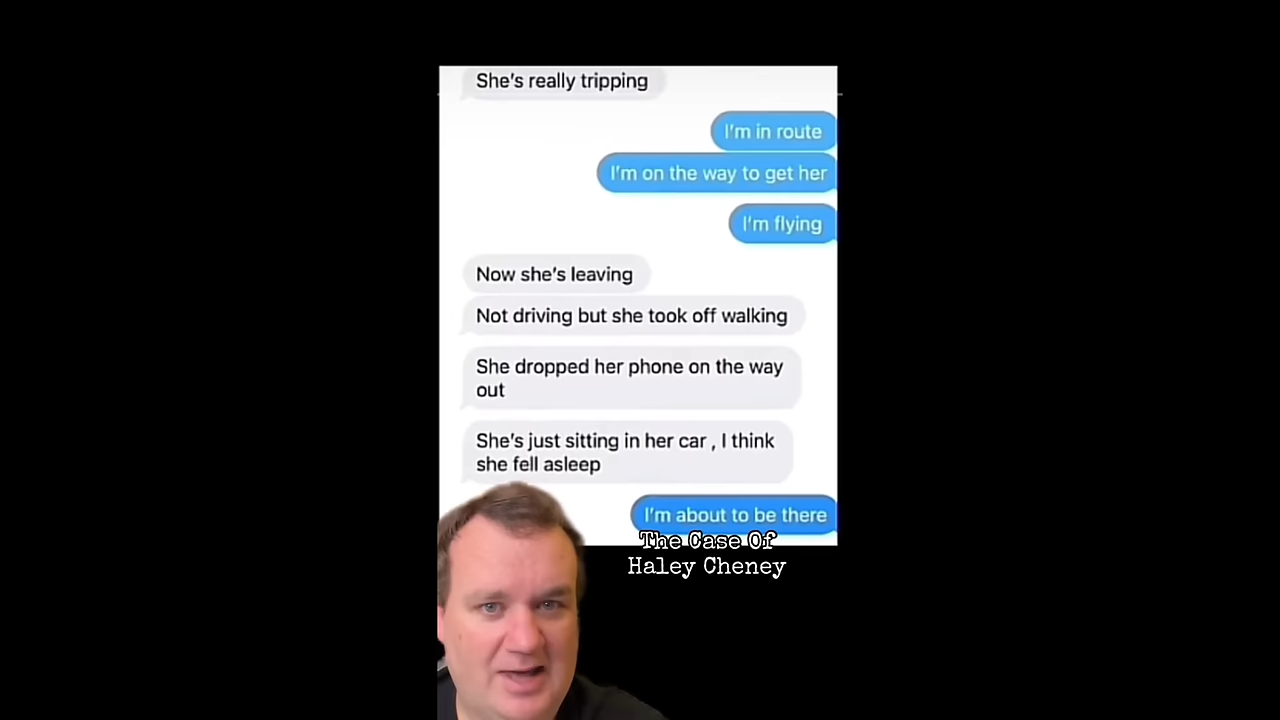 She's really tripping
I'm in route
I'm on the way to get her
I'm flying
Now she's leaving
Not driving but she took off walking
She dropped her phone on the way
out
She's just sitting in her car , I think
she fell asleep
I'm about to be there
The Case Of
Haley Cheney